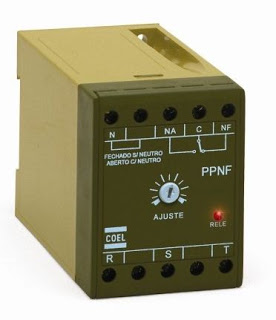 N NA C NF
FECHADO S/ NEUTRO
ABERTO C/ NEUTRO
PPNF
AJUSTE
RELE
COEL
R S T